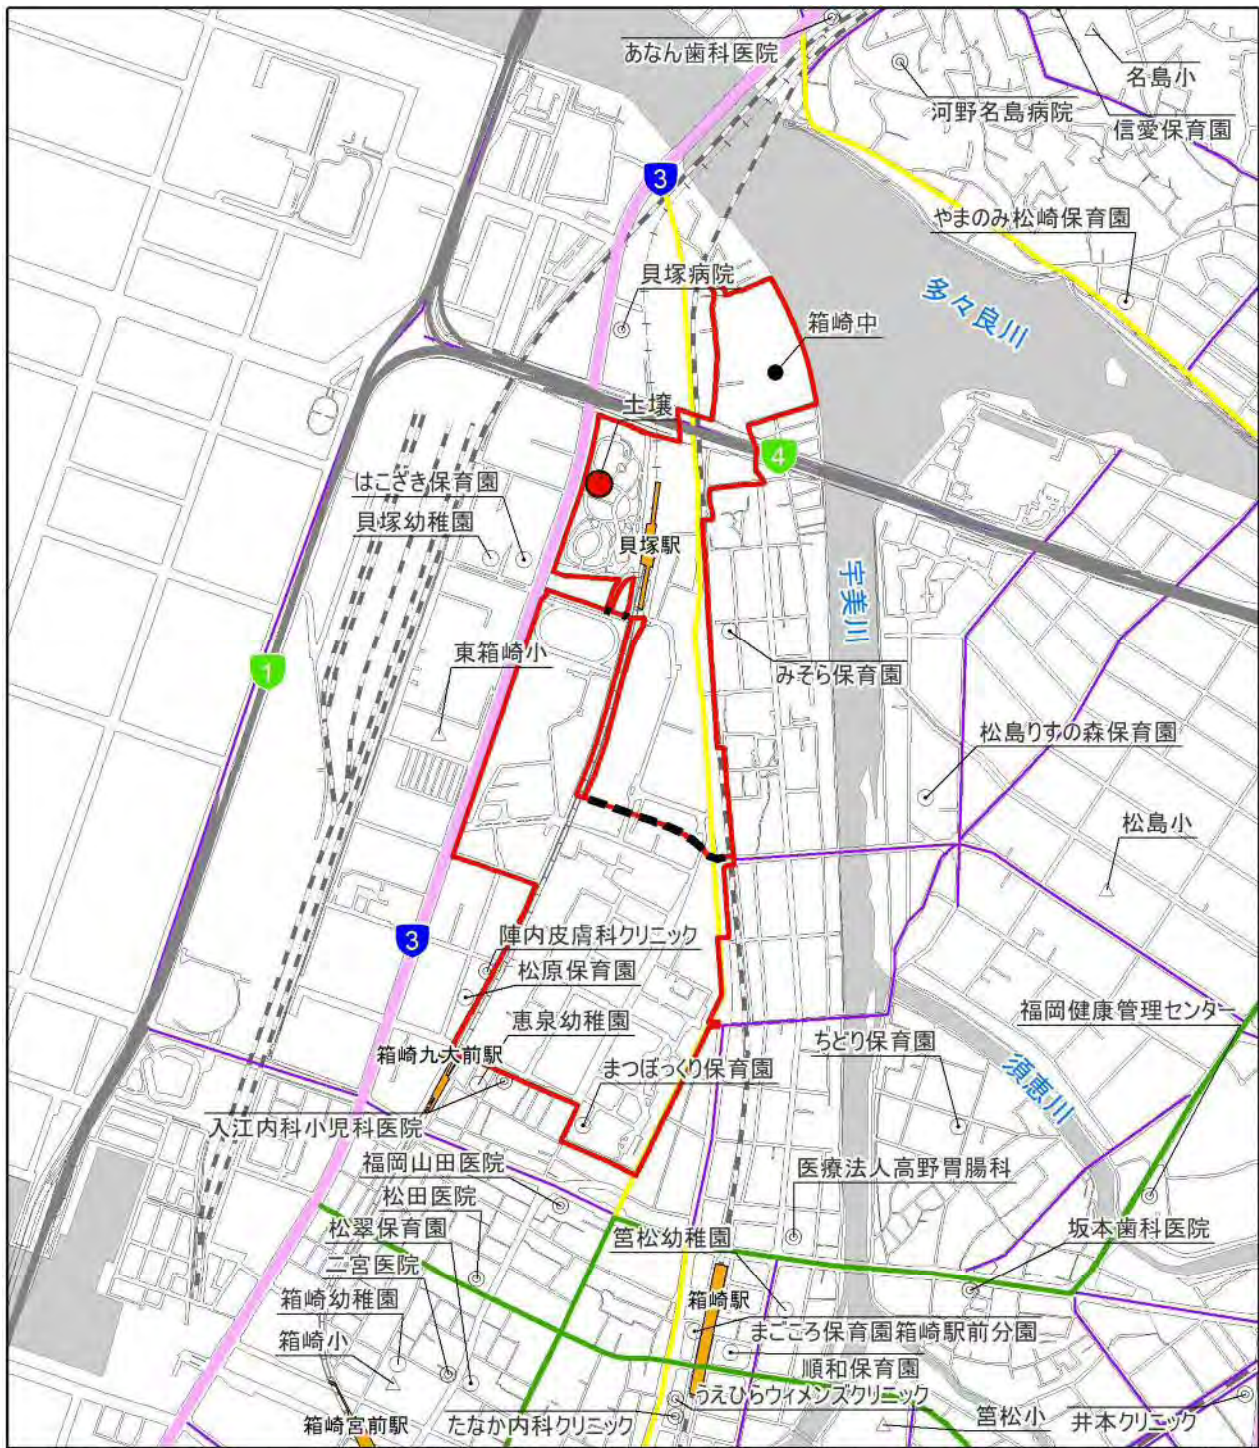 あなん歯科医院
名島小
河野名島病院
信愛保育園
3
やまのみ松崎保育園
貝塚病院
多々良川
箱崎中
土壌
4
はこざき保育園
貝塚幼稚園
貝塚駅
宇美川
東箱崎小
1
みそら保育園
松島りすの森保育園
松島小
3
陣内皮膚科クリニック
松原保育園
恵泉幼稚園
福岡健康管理センター
箱崎九大前駅
ちどり保育園
まつぼっくり保育園
須恵川
入江内科小児科医院
福岡山田医院
医療法人高野胃腸科
松田医院
松翠保育園
筥松幼稚園
坂本歯科医院
二宮医院
箱崎幼稚園
箱崎駅
箱崎小
まごころ保育園箱崎駅前分園
順和保育園
うえひらウィメンズクリニック
箱崎宮前駅
たなか内科クリニック
筥松小
井本クリニック